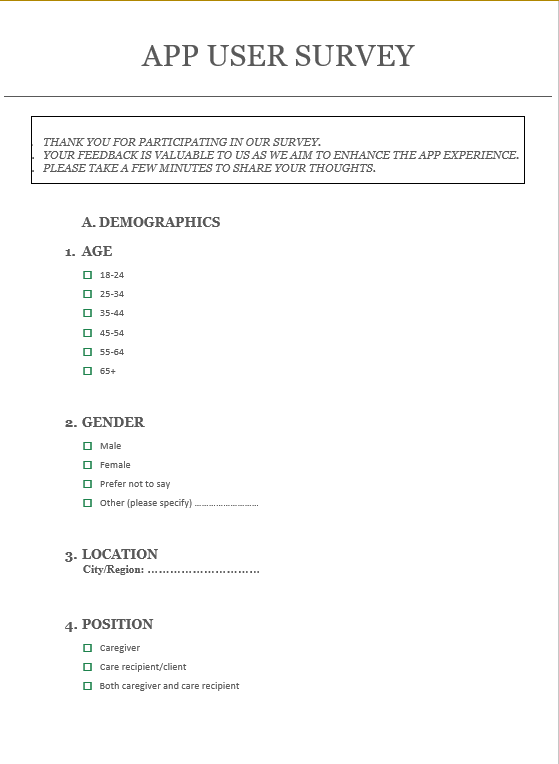 APP USER SURVEY
. THANK YOU FOR PARTICIPATING IN OUR SURVEY.
. YOUR FEEDBACK IS VALUABLE TO US AS WE AIM TO ENHANCE THE APP EXPERIENCE.
. PLEASE TAKE A FEW MINUTES TO SHARE YOUR THOUGHTS.
A. DEMOGRAPHICS
1. AGE
18-24
25-34
35-44
45-54
55-64
65+
2. GENDER
Male
Female
Prefer not to say
Other (please specify) ........................
3. LOCATION
City/Region: ..............................
4. POSITION
Caregiver
Care recipient/client
Both caregiver and care recipient